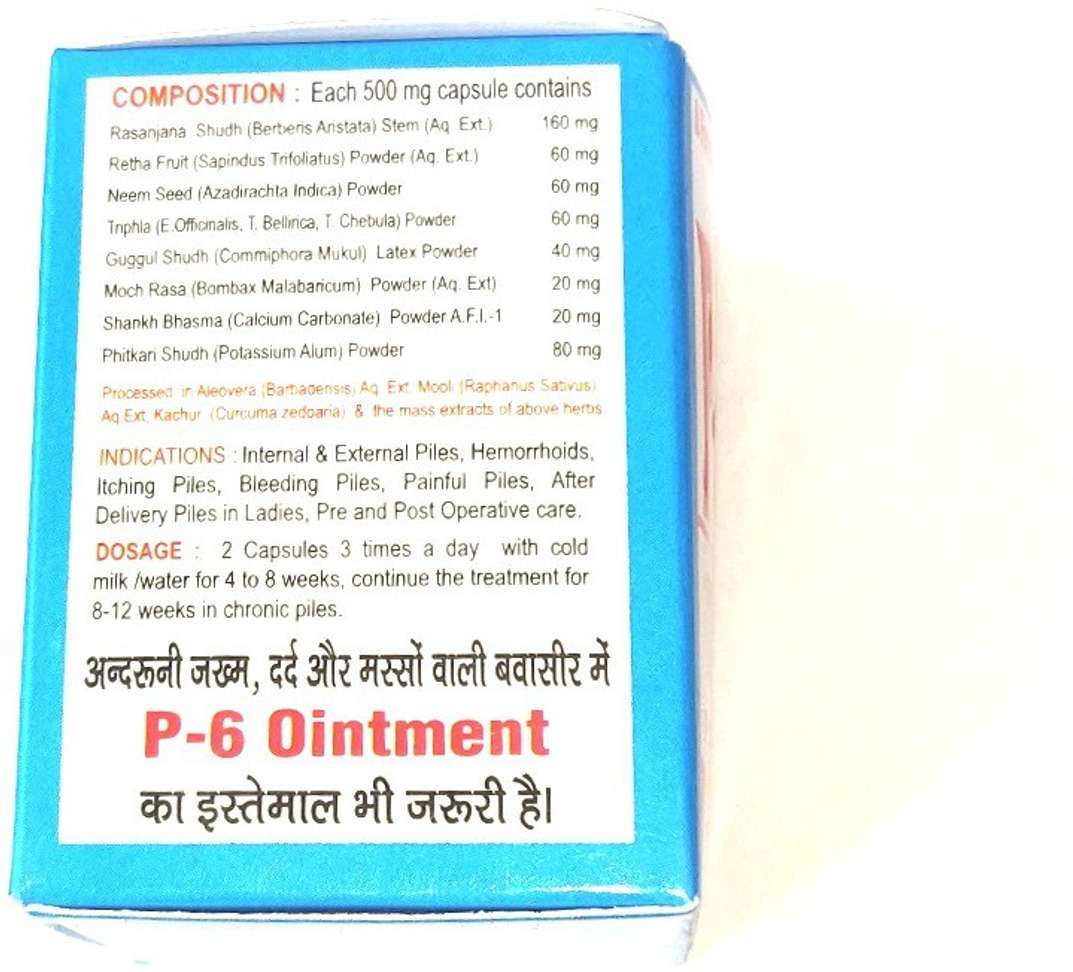 COMPOSITION : Each 500 mg capsule contains
Rasanjana Shudh (Berberis Aristata) Stem (Aq. Ext.) 160 mg
Retha Fruit (Sapindus Trifoliatus) Powder (Aq. Ext.) 60 mg
Neem Seed (Azadirachta Indica) Powder 60 mg
Triphla (E.Officinalis, T. Bellirica, T. Chebula) Powder 60 mg
Guggul Shudh (Commiphora Mukul) Latex Powder 40 mg
Moch Rasa (Bombax Malabaricum) Powder (Aq. Ext) 20 mg
Shankh Bhasma (Calcium Carbonate) Powder A.F.I.-1 20 mg
Phitkari Shudh (Potassium Alum) Powder 80 mg
Processed in Aleovera (Barbadensis) Aq. Ext. Mooli (Raphanus Sativus)
Aq Ext. Kachur (Curcuma zedoaria) & the mass extracts of above herbs
INDICATIONS : Internal & External Piles, Hemorrhoids,
Itching Piles, Bleeding Piles, Painful Piles, After
Delivery Piles in Ladies, Pre and Post Operative care.
DOSAGE : 2 Capsules 3 times a day with cold
milk /water for 4 to 8 weeks, continue the treatment for
8-12 weeks in chronic piles.
अन्दरूनी जख्म, दर्द और मस्सों वाली बवासीर में
P-6 Ointment
का इस्तेमाल भी जरूरी है।